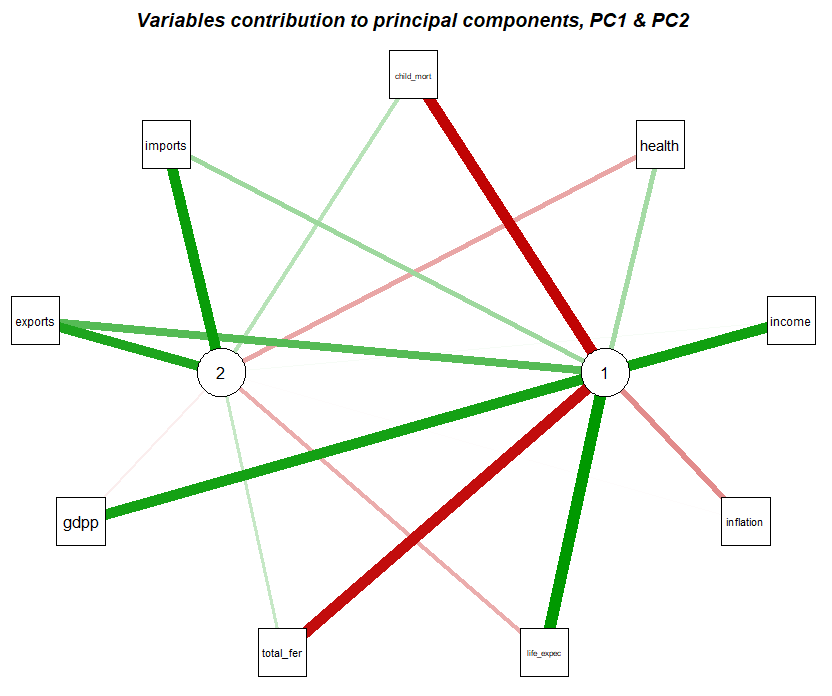 Variables contribution to principal components, PC1 & PC2
child_mort
imports
health
exports
income
2
1
gdpp
inflation
total_fer
life_expec